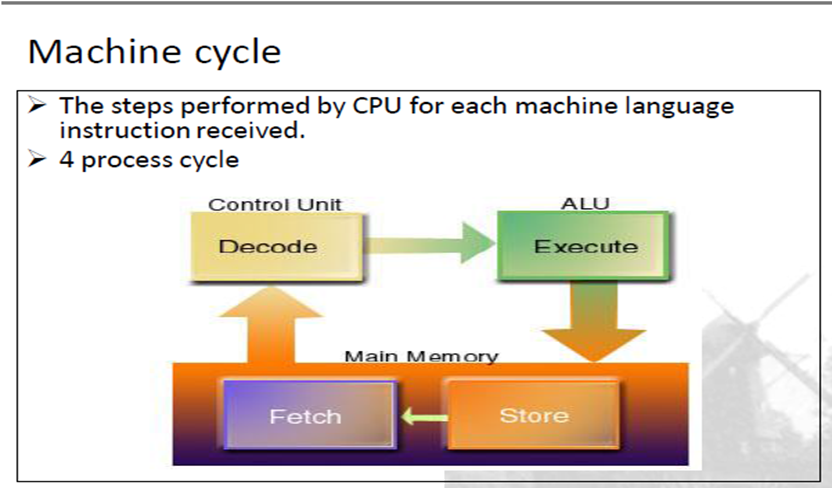 Machine cycle
➢ The steps performed by CPU for each machine language
instruction received.
➢ 4 process cycle
Control Unit
ALU
Decode
Execute
Main Memory
Fetch
Store